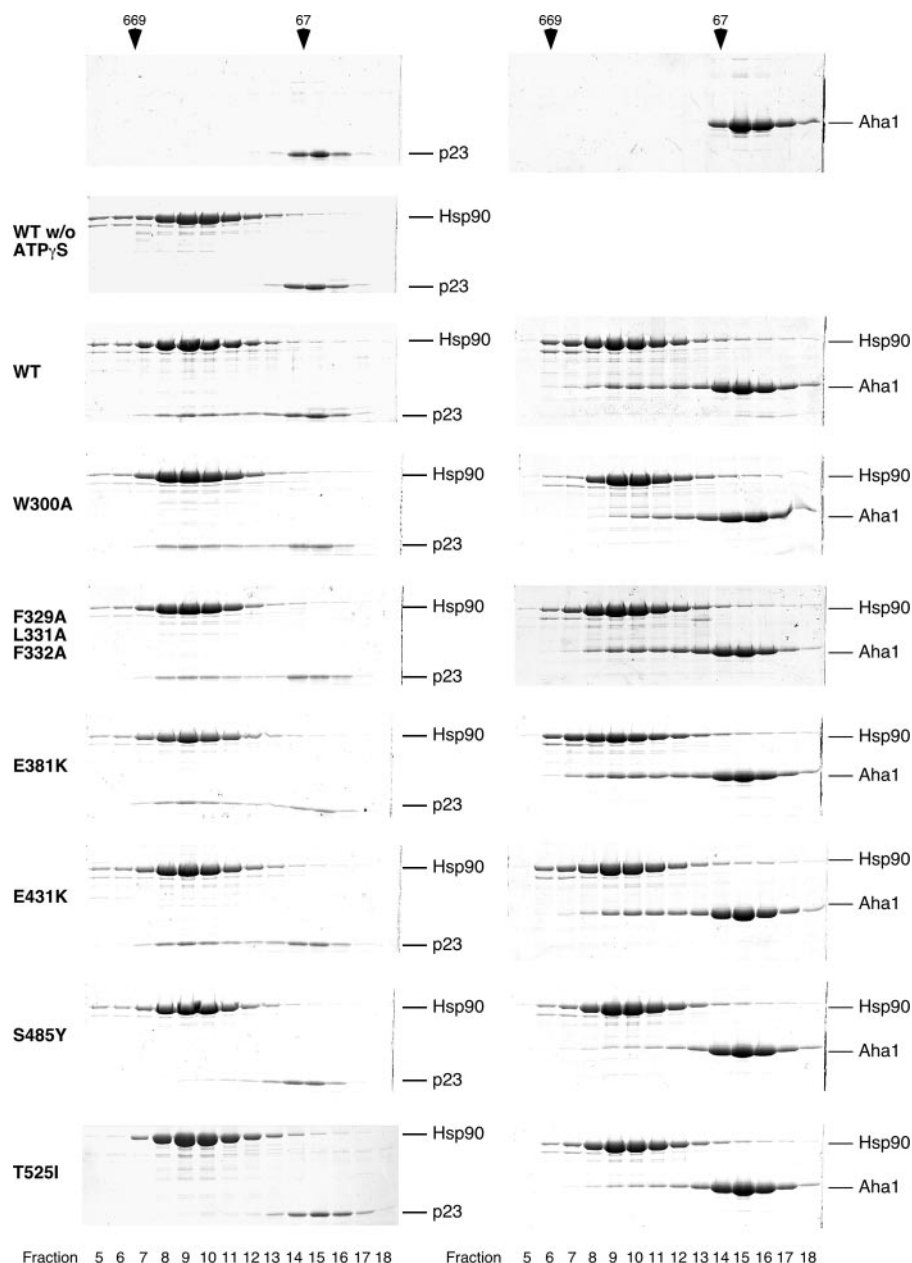 669 67 669 67
Aha1
p23
Hsp90
WT w/o
ATPγS
p23
Hsp90 Hsp90
WT
p23 Aha1
Hsp90 Hsp90
W300A
p23 Aha1
F329A Hsp90 Hsp90
L331A
F332A Aha1
p23
Hsp90 Hsp90
E381K
p23 Aha1
Hsp90 Hsp90
E431K Aha1
p23
Hsp90 Hsp90
S485Y
p23 Aha1
Hsp90 Hsp90
T525I
p23 Aha1
Fraction 5 6 7 8 9 10 11 12 13 14 15 16 17 18 Fraction 5 6 7 8 9 10 11 12 13 14 15 16 17 18